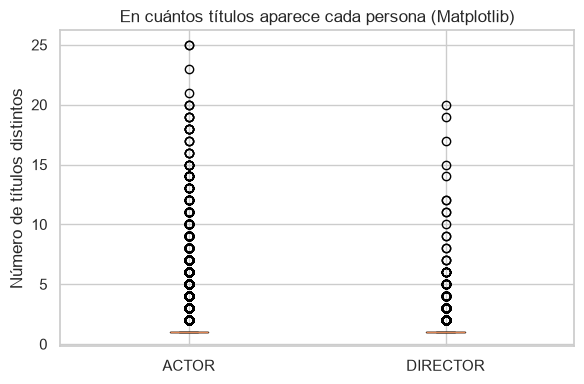 En cuántos títulos aparece cada persona (Matplotlib)
Número de títulos distintos
25
20
15
10
5
0
ACTOR DIRECTOR